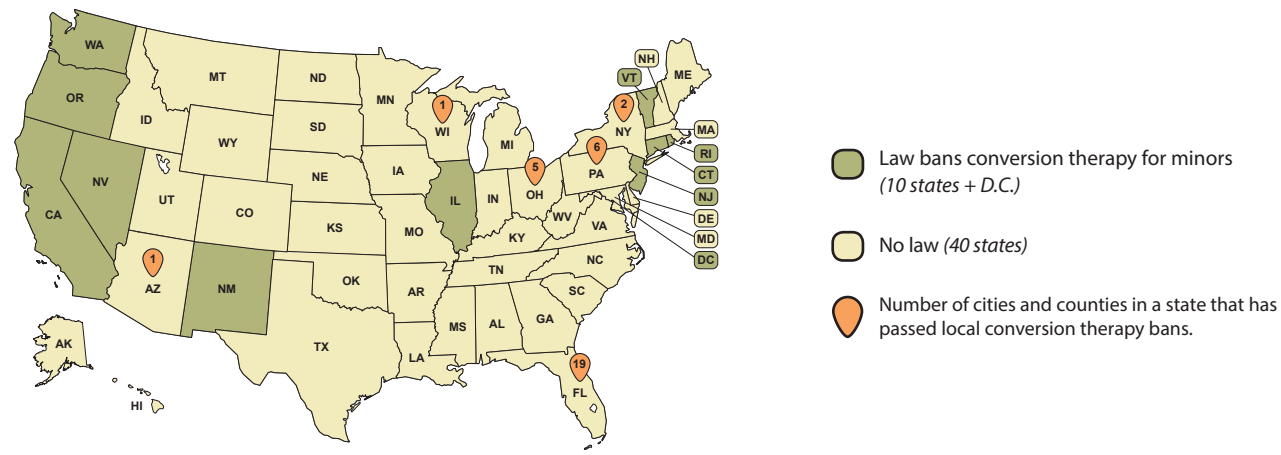 WA
OR
CA
NV
ID
MT
WY
UT
CO
AZ
1
NM
ND
SD
NE
KS
OK
TX
MN
IA
MO
AR
LA
1
WI
IL
MI
IN
5
OH
KY
TN
MS
AL
GA
19
FL
SC
NC
VA
WV
6
PA
2
NY
VT
NH
ME
MA
RI
CT
NJ
DE
MD
DC
AK
HI
Law bans conversion therapy for minors
(10 states + D.C.)
No law (40 states)
Number of cities and counties in a state that has
passed local conversion therapy bans.